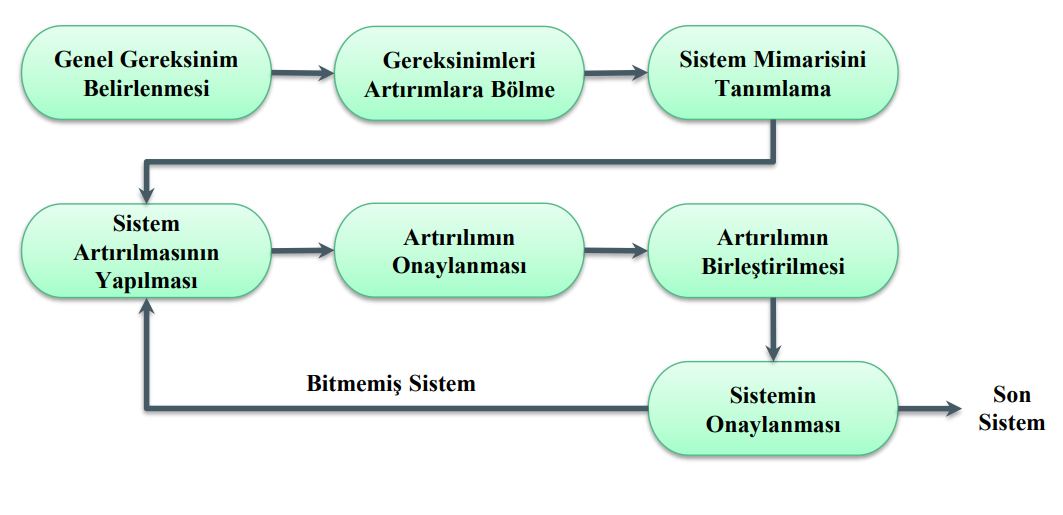 Genel Gereksinim
Belirlenmesi
Gereksinimleri
Artırımlara Bölme
Sistem Mimarisini
Tanımlama
Sistem
Artırılmasının
Yapılması
Artırılımın
Onaylanması
Artırılımın
Birleştirilmesi
Bitmemiş Sistem
Sistemin
Onaylanması
Son
Sistem